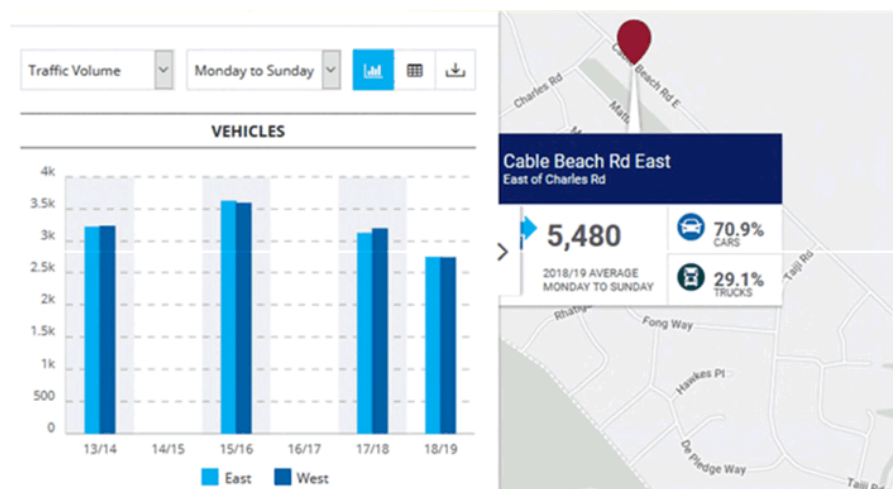 Traffic Volume
Monday to Sunday
VEHICLES
4k
3.5k
3k
2.5k
2k
1.5k
1k
500
0
13/14
14/15
15/16
16/17
17/18
18/19
East
West
Cable Beach Rd E
Charles Rd
Cable Beach Rd East
East of Charles Rd
5,480
2018/19 AVERAGE
MONDAY TO SUNDAY
70.9%
CARS
29.1%
TRUCKS
Taiji Rd
Fong Way
Hawkes Pl
De Pledge Way
Taiji Rd